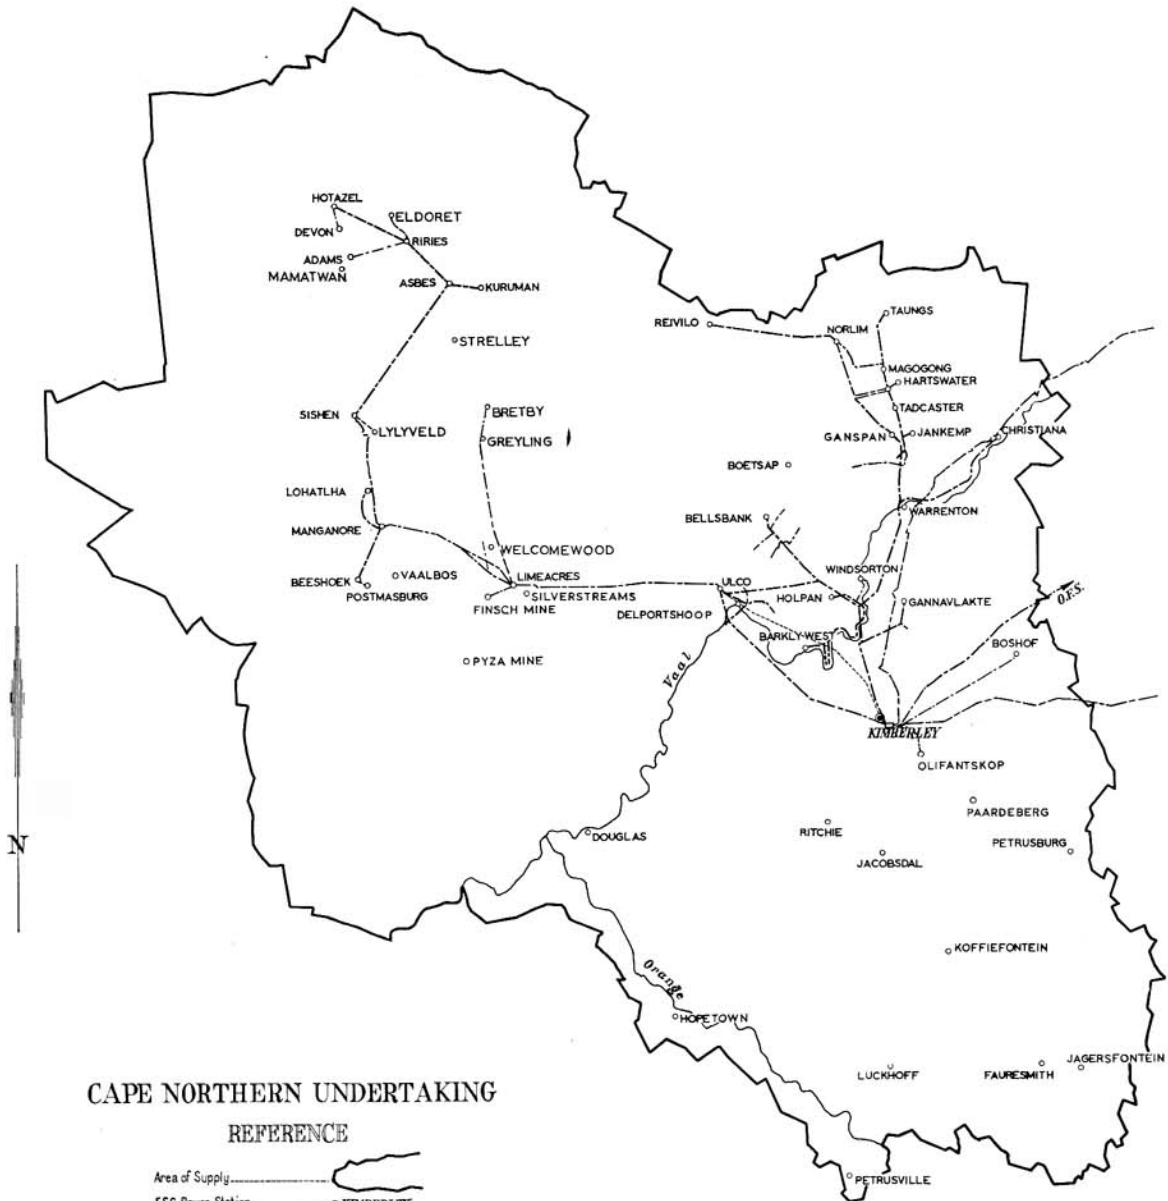 HOTAZEL
ELDORET
DEVON
RIRIES
ADAMS
MAMATWAN
ASBES
KURUMAN
REIVILO
TAUNGS
NORLIM
STRELLEY
MAGOGONG
HARTSWATER
SISHEN
BRETBY
TADCASTER
LYLYVELD
GREYLING
GANSPAN
JANKEMP
CHRISTIANA
BOETSAP
LOHATLHA
BELLSBANK
WARRENTON
MANGANORE
WELCOMEWOOD
WINDSORTON
BEESHOEK
VAALBOS
LIMEACRES
ULCO
POSTMASBURG
SILVERSTREAMS
HOLPAN
GANNAVLAKTE
O.F.S.
FINSCH MINE
DELPORTSHOOP
BARKLY-WEST
BOSHOF
PYZA MINE
Vaal
KIMBERLEY
OLIFANTSKOP
PAARDEBERG
N
DOUGLAS
RITCHIE
PETRUSBURG
JACOBSDAL
KOFFIEFONTEIN
Orange
HOPETOWN
JAGERSFONTEIN
LUCKHOFF
FAURESMITH
CAPE NORTHERN UNDERTAKING
REFERENCE
Area of Supply
PETRUSVILLE